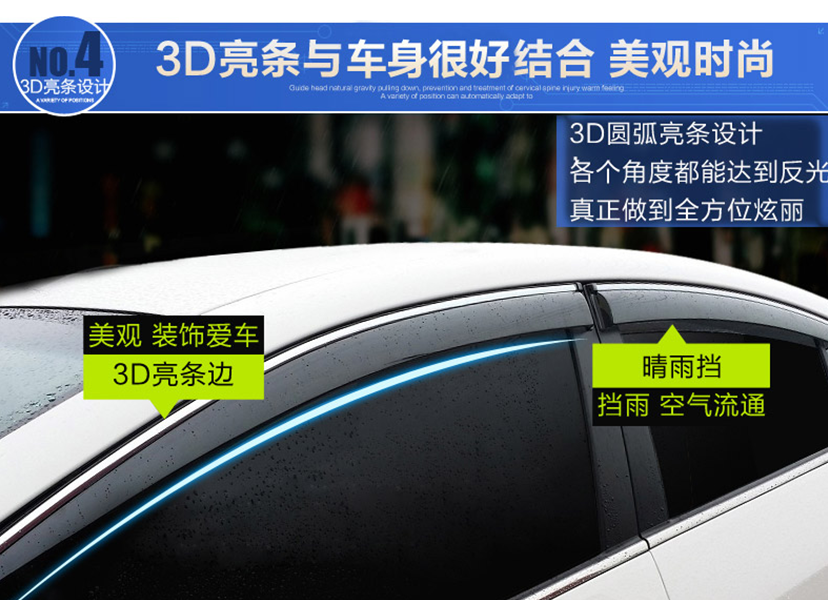 NO.4
3D亮条设计
A VARIETY OF POSITIONS
3D亮条与车身很好结合 美观时尚
Guide head natural gravity pulling down, prevention and treatment of cervical spine injury warm feeling
A variety of position can automatically adapt to
3D圆弧亮条设计
各个角度都能达到反光
真正做到全方位炫丽
美观 装饰爱车
3D亮条边
晴雨挡
挡雨 空气流通